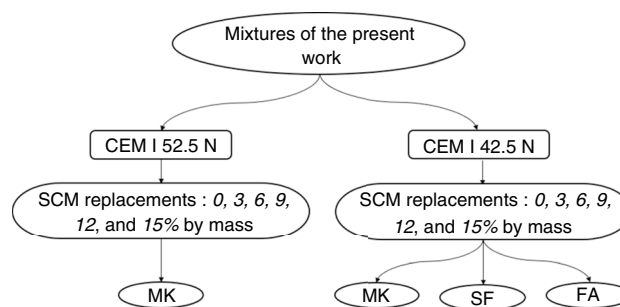 Mixtures of the present
work
CEM I 52.5 N
CEM I 42.5 N
SCM replacements : 0, 3, 6, 9,
12, and 15% by mass
SCM replacements : 0, 3, 6, 9,
12, and 15% by mass
MK
MK
SF
FA